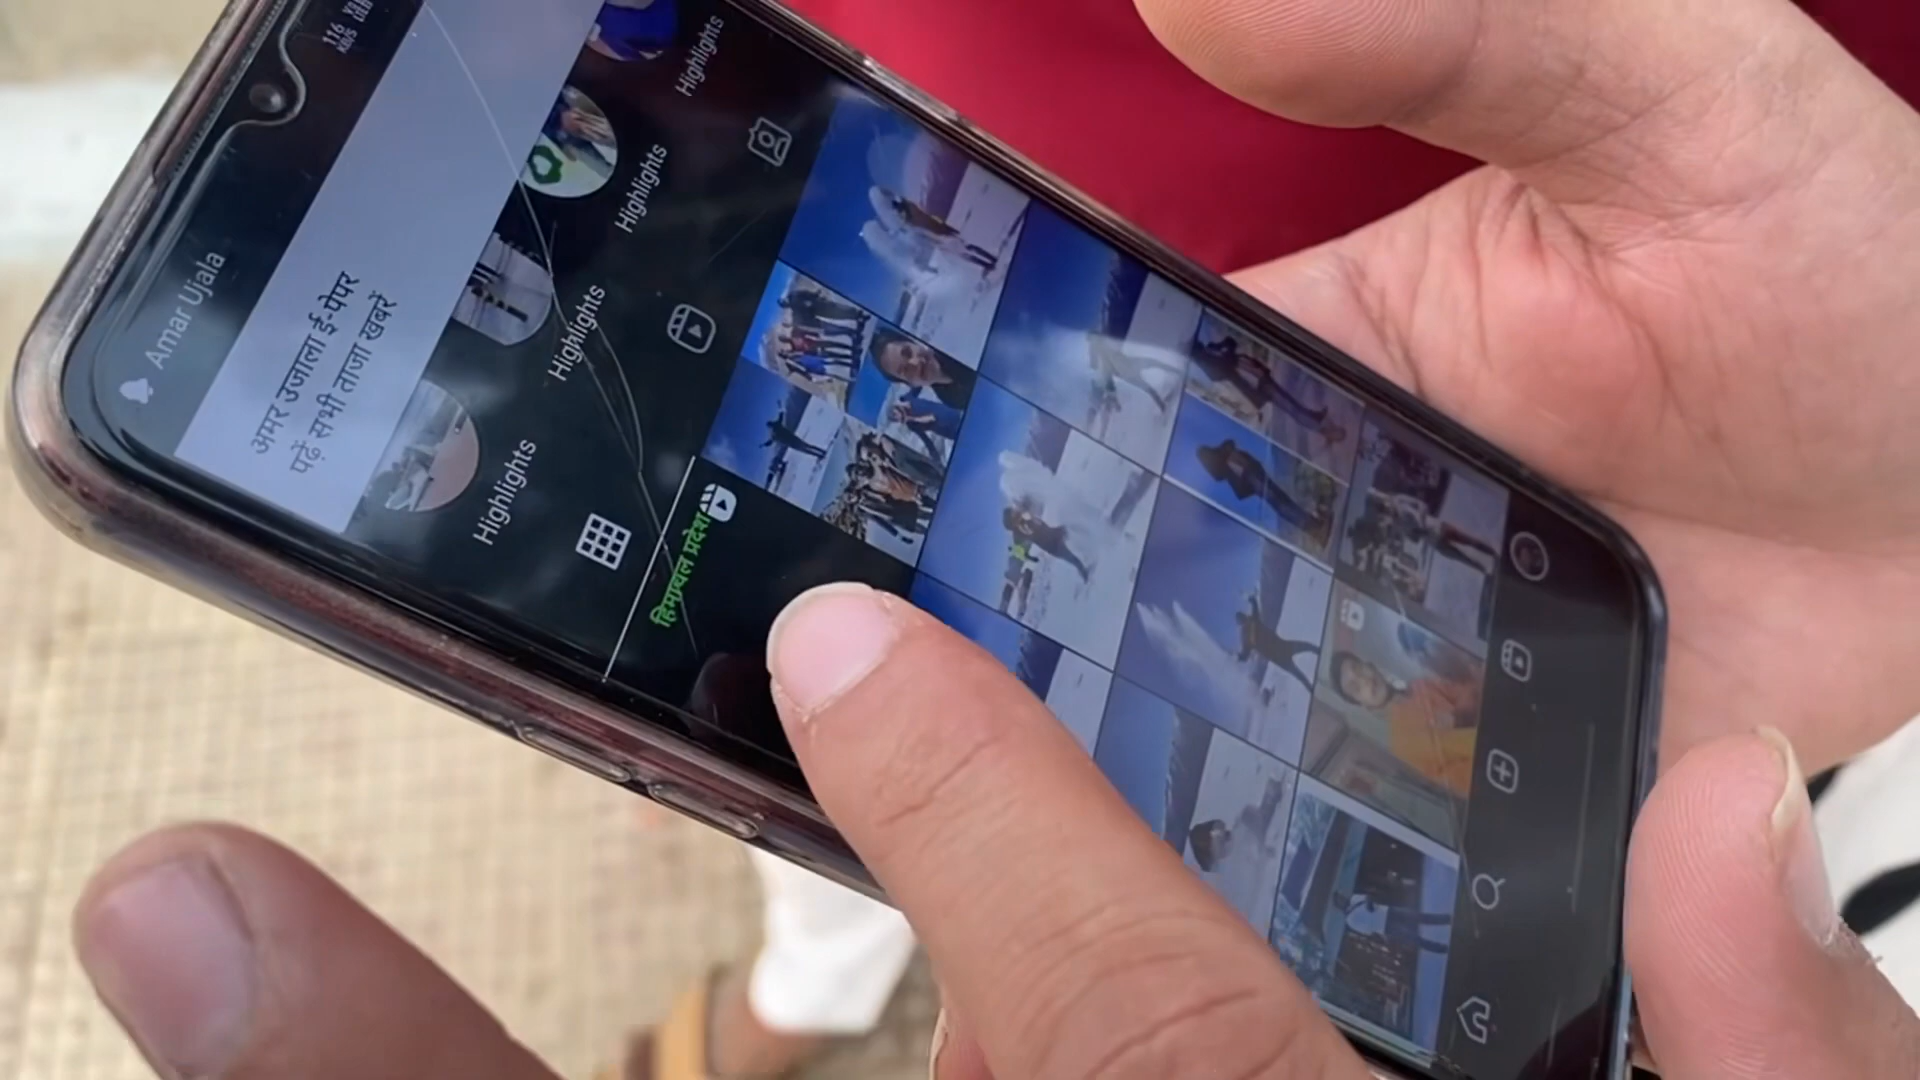 116
KB/S
Amar Ujala
अमर उजाला ई-पेपर
पढ़ें सभी ताजा खबरें
Highlights
Highlights
Highlights
Highlights
हिमाचल प्रदेश